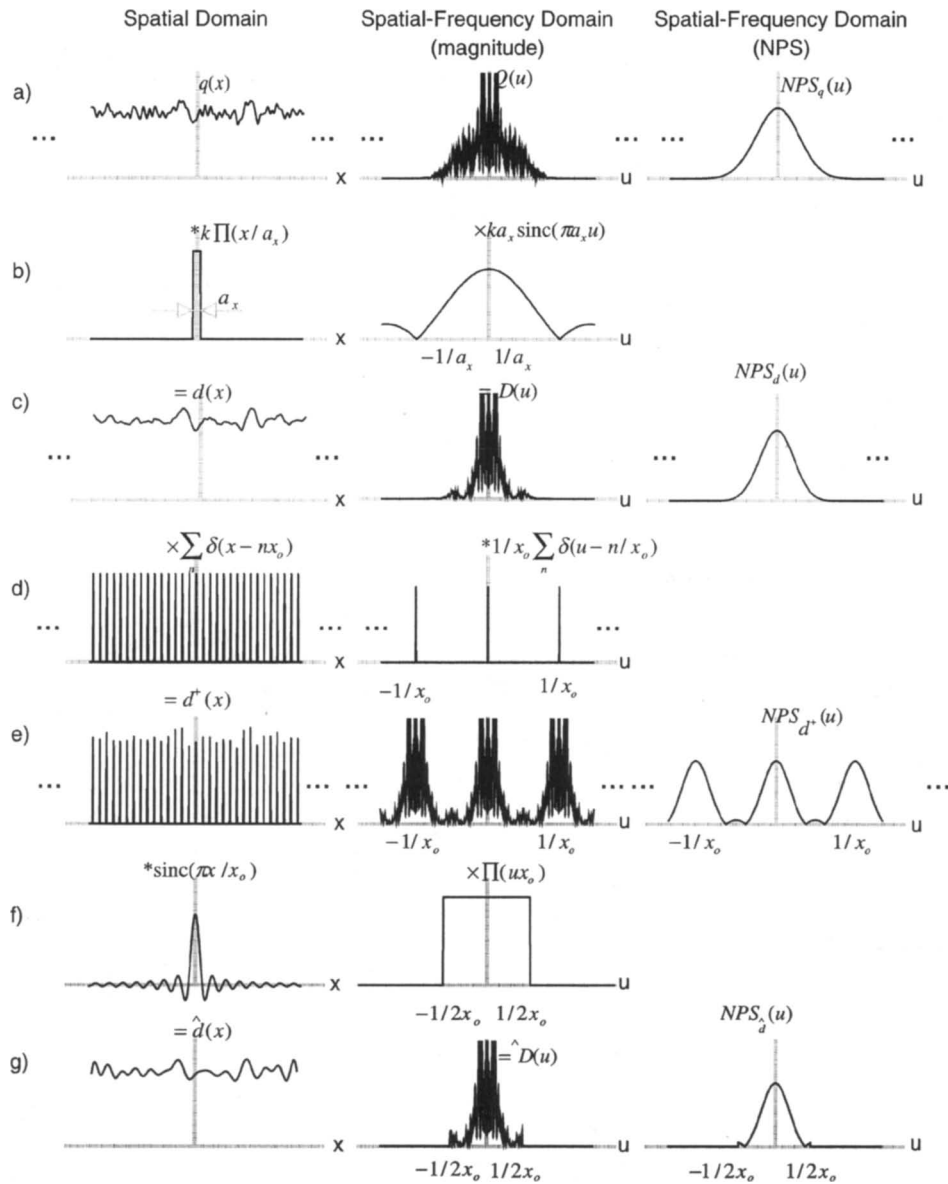 Spatial Domain
Spatial-Frequency Domain
(magnitude)
Spatial-Frequency Domain
(NPS)
a)
q(x)
x
Q(u)
u
NPS_q(u)
u
...
...
...
...
...
...
b)
*k∏(x/a_x)
a_x
x
×ka_x sinc(πa_x u)
-1/a_x 1/a_x
u
c)
= d(x)
x
= D(u)
u
NPS_d(u)
u
...
...
...
...
d)
×∑_n δ(x − nx_o)
x
*1/x_o ∑_n δ(u − n/x_o)
-1/x_o
1/x_o
u
...
...
...
...
e)
= d⁺(x)
x
-1/x_o
1/x_o
u
NPS_d⁺(u)
-1/x_o
1/x_o
u
...
...
...
...
...
...
f)
*sinc(πx/x_o)
x
×∏(ux_o)
-1/2x_o 1/2x_o
u
g)
= d̂(x)
x
=^D(u)
-1/2x_o 1/2x_o
u
NPS_d̂(u)
-1/2x_o 1/2x_o
u